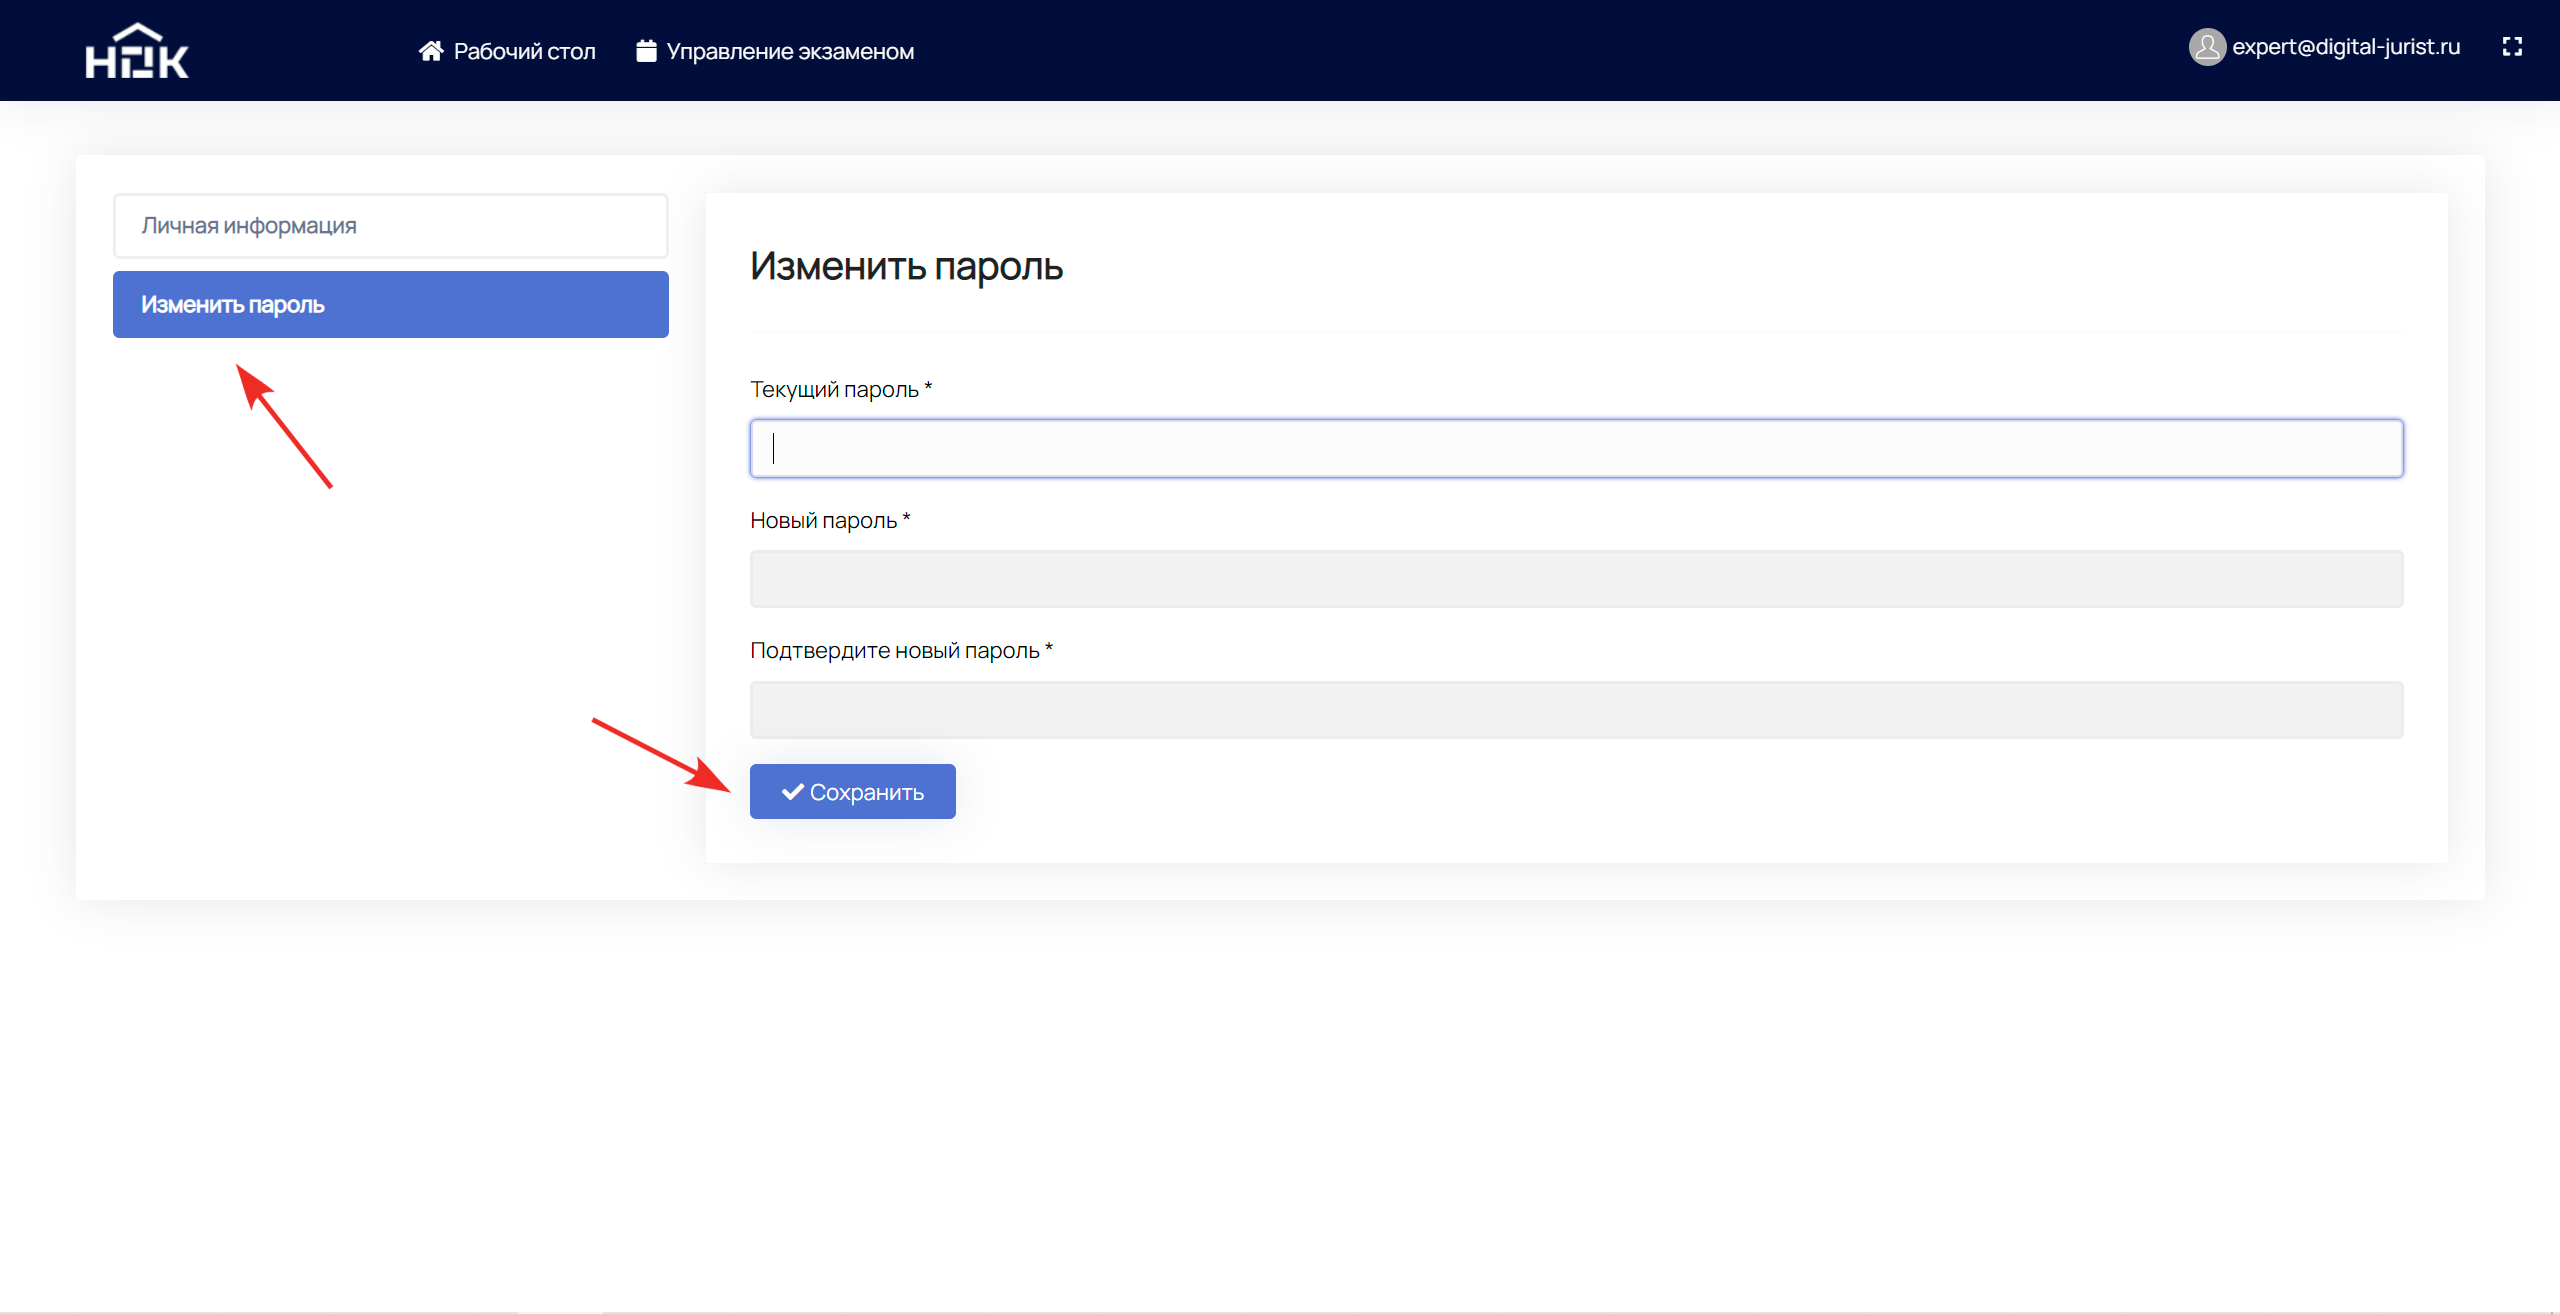 НОК
Рабочий стол
Управление экзаменом
expert@digital-jurist.ru
Личная информация
Изменить пароль
Изменить пароль
Текущий пароль *
Новый пароль *
Подтвердите новый пароль *
Сохранить